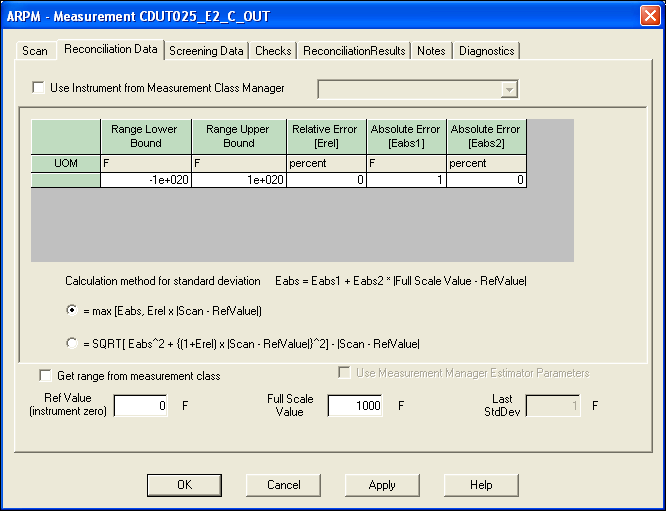 ARPM - Measurement CDUT025_E2_C_OUT
Scan Reconciliation Data Screening Data Checks ReconciliationResults Notes Diagnostics
Use Instrument from Measurement Class Manager
Range Lower Bound Range Upper Bound Relative Error [Erel] Absolute Error [Eabs1] Absolute Error [Eabs2]
UOM F F percent F percent
-1e+020 1e+020 0 1 0
Calculation method for standard deviation Eabs = Eabs1 + Eabs2 * |Full Scale Value - RefValue|
= max [Eabs, Erel x |Scan - RefValue|)
= SQRT[ Eabs^2 + {(1+Erel) x |Scan - RefValue|}^2] - |Scan - RefValue|
Get range from measurement class Use Measurement Manager Estimator Parameters
Ref Value (instrument zero) 0 F Full Scale Value 1000 F Last StdDev 1 F
OK Cancel Apply Help